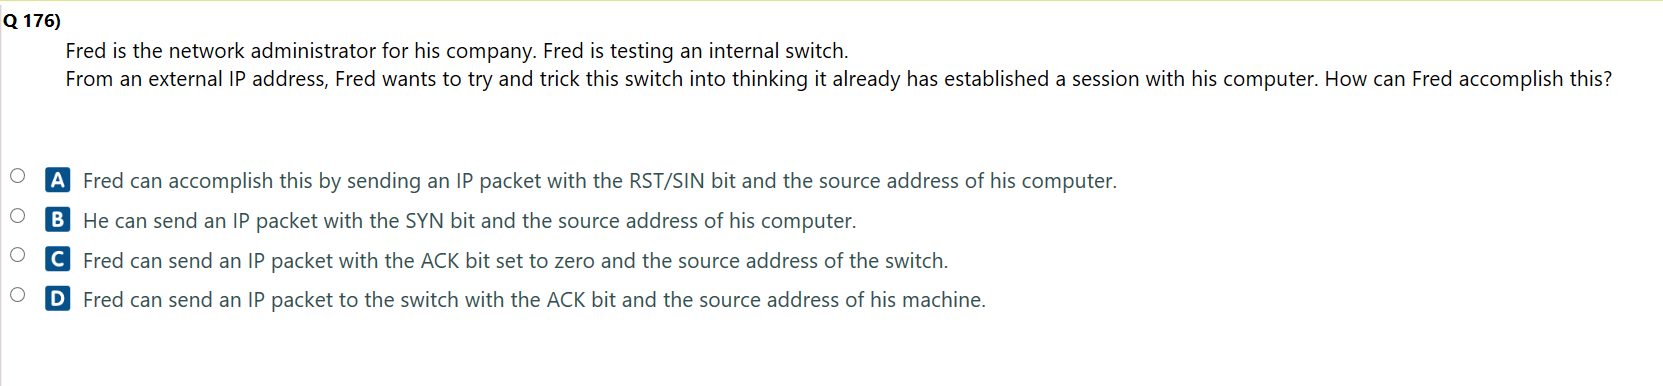 Q 176)
Fred is the network administrator for his company. Fred is testing an internal switch.
From an external IP address, Fred wants to try and trick this switch into thinking it already has established a session with his computer. How can Fred accomplish this?
A Fred can accomplish this by sending an IP packet with the RST/SIN bit and the source address of his computer.
B He can send an IP packet with the SYN bit and the source address of his computer.
C Fred can send an IP packet with the ACK bit set to zero and the source address of the switch.
D Fred can send an IP packet to the switch with the ACK bit and the source address of his machine.